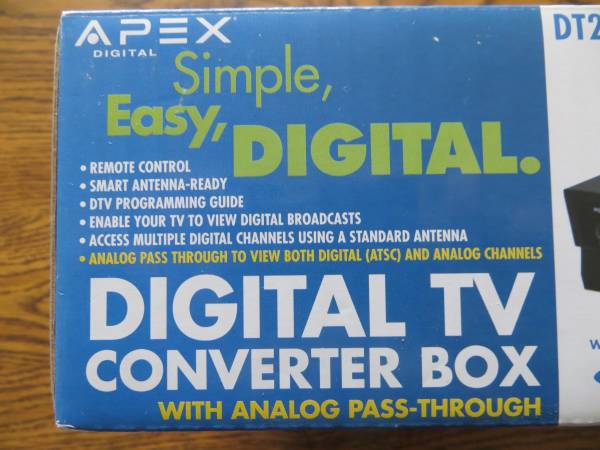 APEX
DIGITAL
DT2
Simple,
Easy, DIGITAL.
• REMOTE CONTROL
• SMART ANTENNA-READY
• DTV PROGRAMMING GUIDE
• ENABLE YOUR TV TO VIEW DIGITAL BROADCASTS
• ACCESS MULTIPLE DIGITAL CHANNELS USING A STANDARD ANTENNA
• ANALOG PASS THROUGH TO VIEW BOTH DIGITAL (ATSC) AND ANALOG CHANNELS
DIGITAL TV
CONVERTER BOX
WITH ANALOG PASS-THROUGH